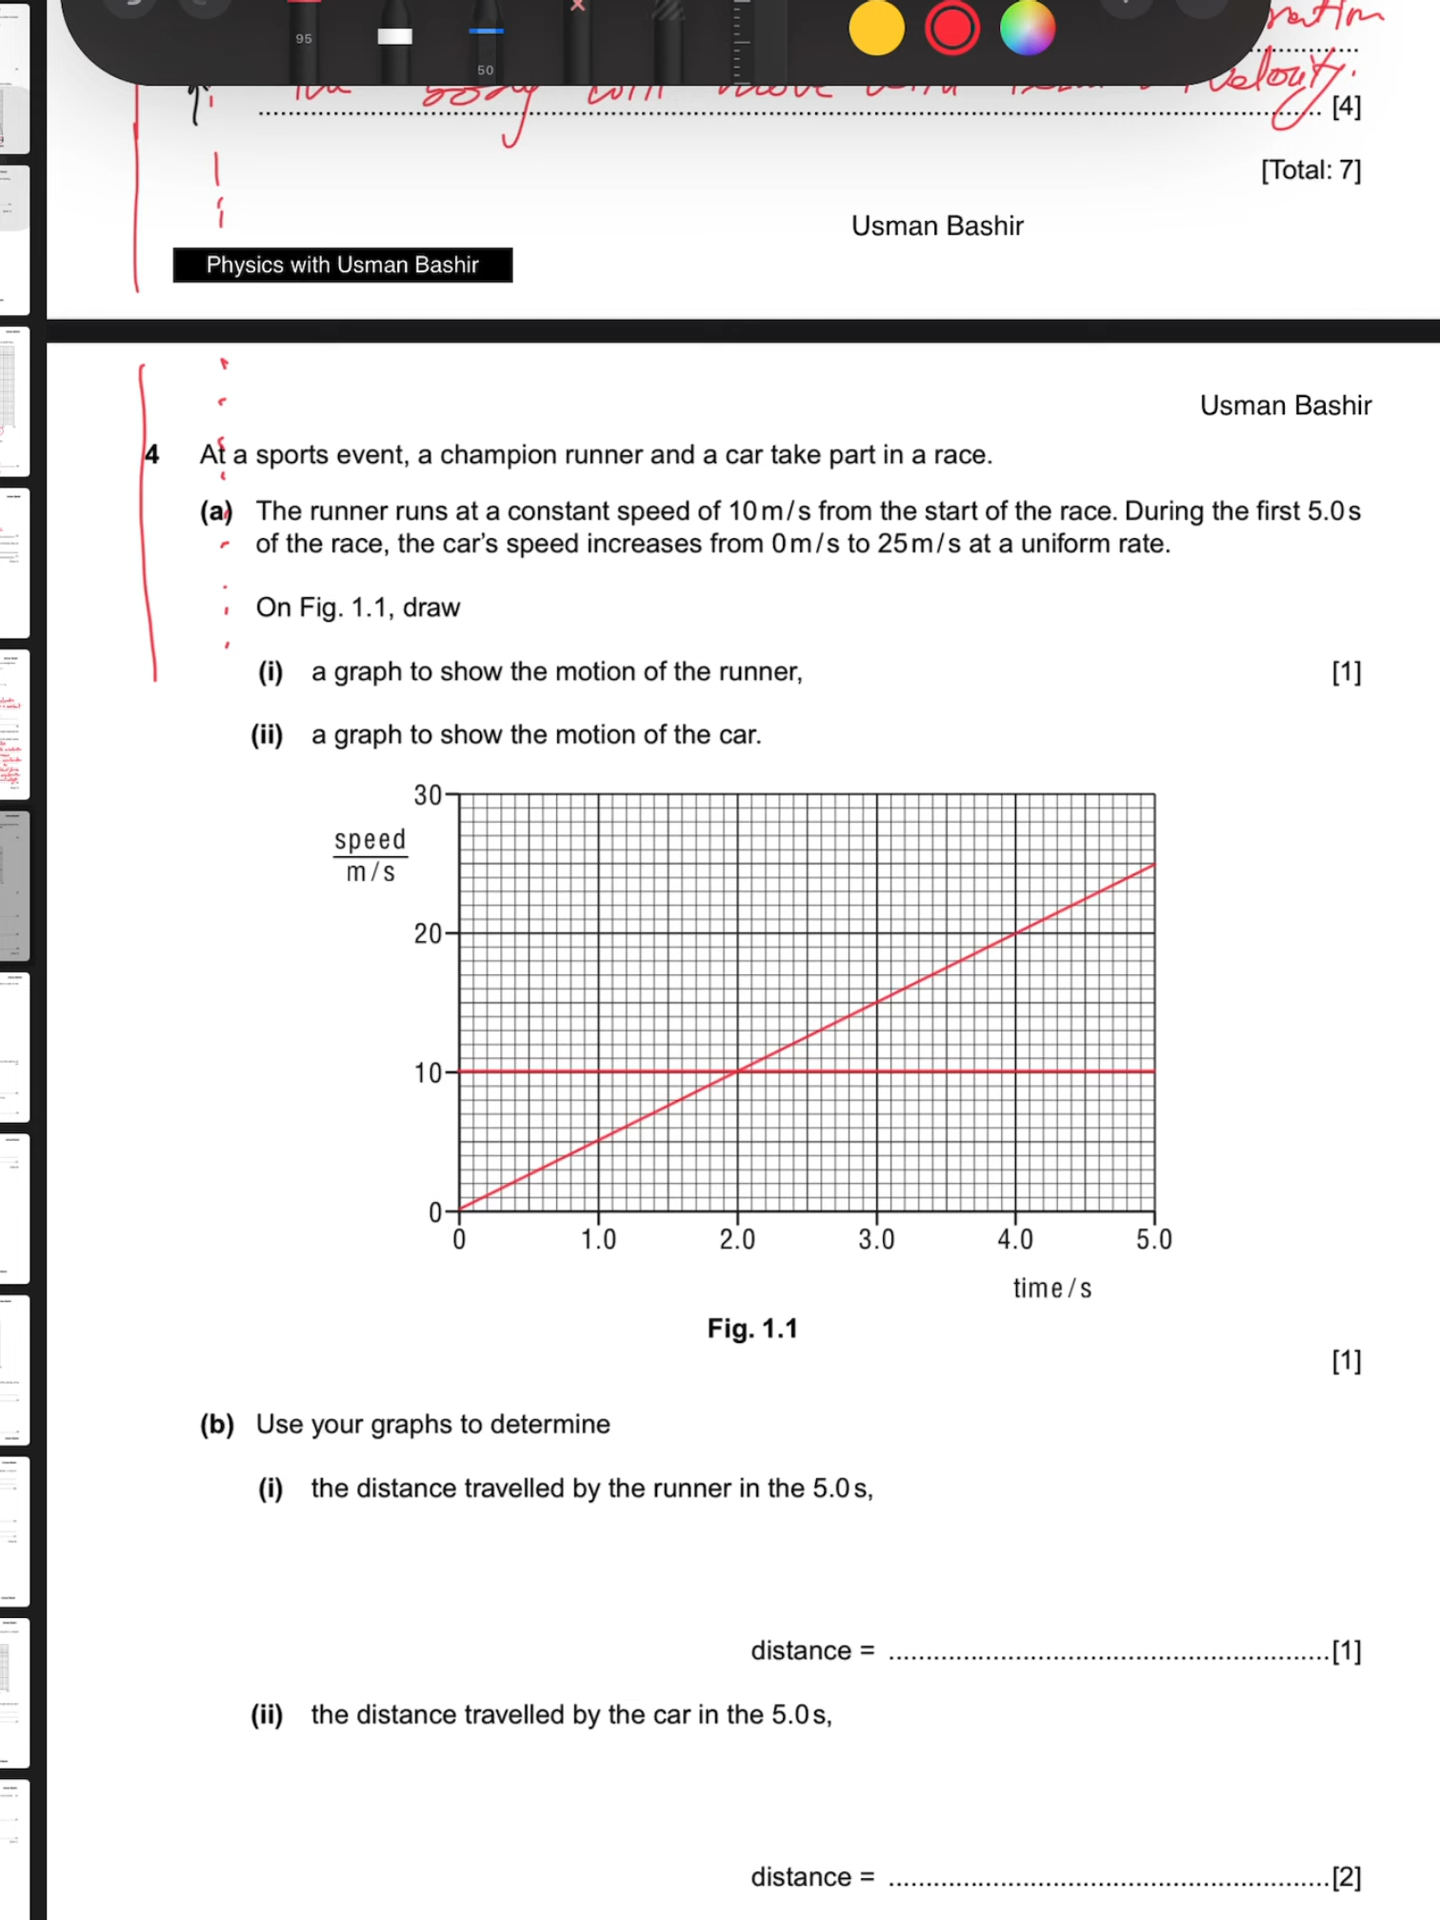 95
50
velocity.
[4]
[Total: 7]
Usman Bashir
Physics with Usman Bashir
Usman Bashir
4 At a sports event, a champion runner and a car take part in a race.
(a) The runner runs at a constant speed of 10 m/s from the start of the race. During the first 5.0 s
of the race, the car's speed increases from 0 m/s to 25 m/s at a uniform rate.
On Fig. 1.1, draw
(i) a graph to show the motion of the runner, [1]
(ii) a graph to show the motion of the car.
30
speed
m/s
20
10
0
0 1.0 2.0 3.0 4.0 5.0
time/s
Fig. 1.1
[1]
(b) Use your graphs to determine
(i) the distance travelled by the runner in the 5.0 s,
distance = ........................................................... [1]
(ii) the distance travelled by the car in the 5.0 s,
distance = ........................................................... [2]